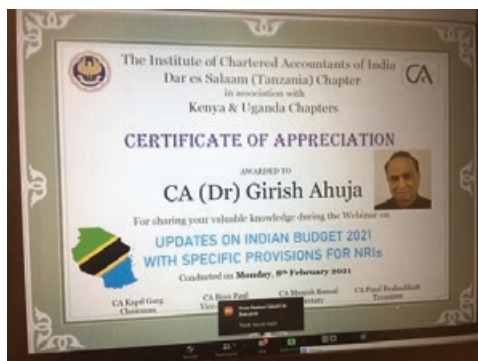 The Institute of Chartered Accountants of India
Dar es Salaam (Tanzania) Chapter
in association with
Kenya & Uganda Chapters
CA
CERTIFICATE OF APPRECIATION
AWARDED TO
CA (Dr) Girish Ahuja
For sharing your valuable knowledge during the Webinar on
UPDATES ON INDIAN BUDGET 2021
WITH SPECIFIC PROVISIONS FOR NRIs
Conducted on Monday, 8th February 2021
CA Kapil Garg
Chairman
CA Paul
CA Manish Bansal
Treasurer